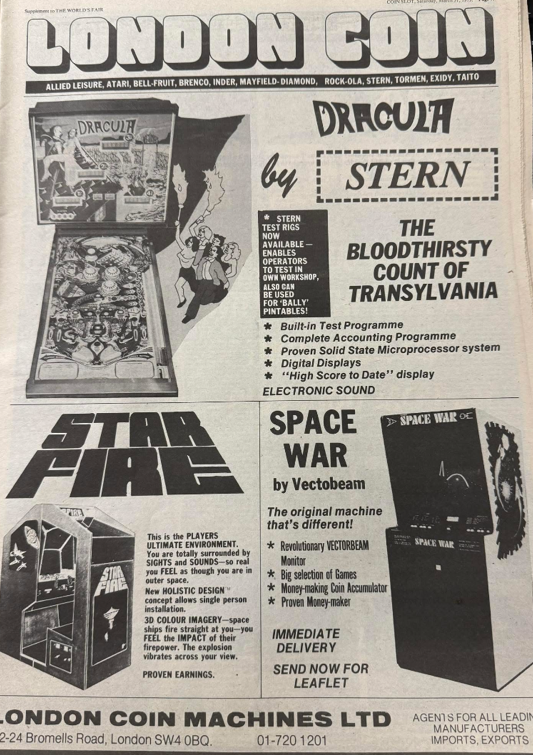 Supplement to THE WORLD'S FAIR
COIN SLOT, Saturday, March
LONDON COIN
ALLIED LEISURE, ATARI, BELL-FRUIT, BRENCO, INDER, MAYFIELD-DIAMOND, ROCK-OLA, STERN, TORMEN, EXIDY, TAITO
DRACULA
DRACULA
by STERN
* STERN
TEST RIGS
NOW
AVAILABLE—
ENABLES
OPERATORS
TO TEST IN
OWN WORKSHOP,
ALSO CAN
BE USED
FOR 'BALLY'
PINTABLES!
THE
BLOODTHIRSTY
COUNT OF
TRANSYLVANIA
* Built-in Test Programme
* Complete Accounting Programme
* Proven Solid State Microprocessor system
* Digital Displays
* "High Score to Date" display
ELECTRONIC SOUND
STAR
FIRE
STAR FIRE
STAR
FIRE
This is the PLAYERS
ULTIMATE ENVIRONMENT.
You are totally surrounded by
SIGHTS and SOUNDS—so real
you FEEL as though you are in
outer space.
New HOLISTIC DESIGN™
concept allows single person
installation.
3D COLOUR IMAGERY—space
ships fire straight at you—you
FEEL the IMPACT of their
firepower. The explosion
vibrates across your view.
PROVEN EARNINGS.
SPACE
WAR
by Vectobeam
The original machine
that's different!
* Revolutionary VECTORBEAM
Monitor
* Big selection of Games
* Money-making Coin Accumulator
* Proven Money-maker
IMMEDIATE
DELIVERY
SEND NOW FOR
LEAFLET
SPACE WAR
SPACE WAR
LONDON COIN MACHINES LTD
2-24 Bromells Road, London SW4 0BQ. 01-720 1201
AGENTS FOR ALL LEADIN
MANUFACTURERS
IMPORTS, EXPORTS